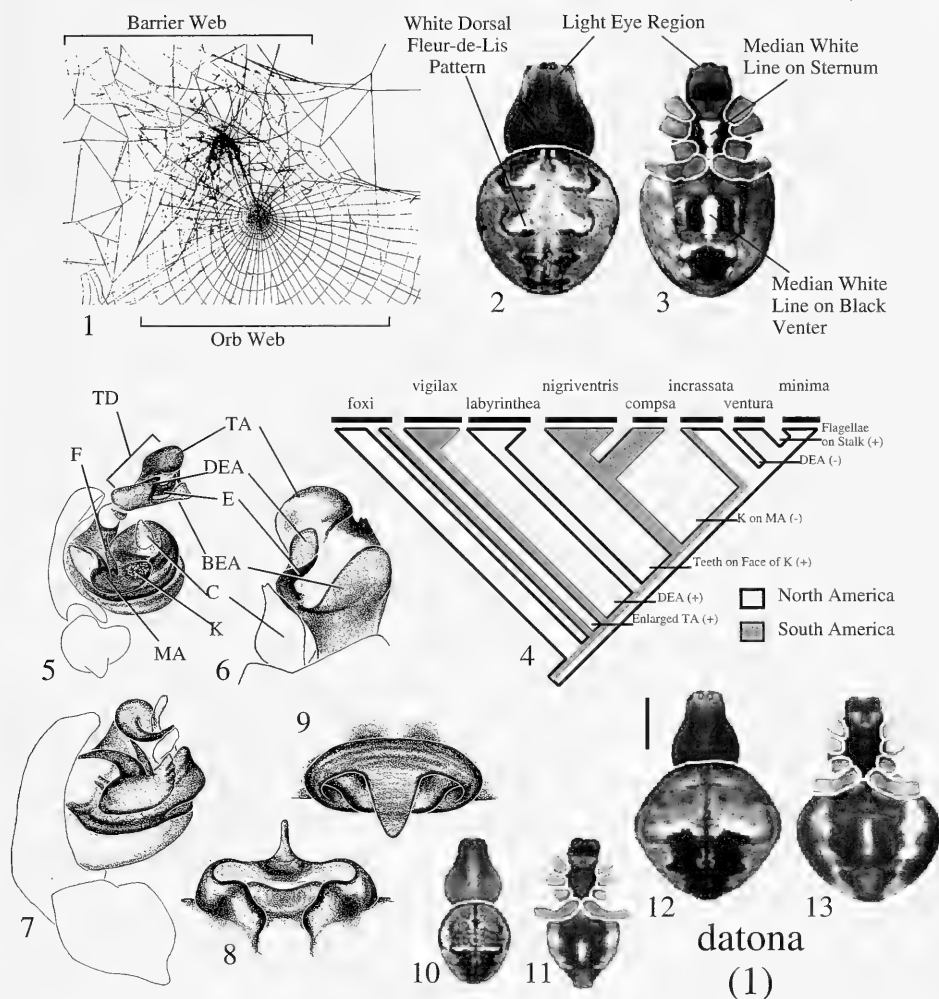 Barrier Web
White Dorsal
Fleur-de-Lis
Pattern
Light Eye Region
Median White
Line on Sternum
1
2
3
Median White
Line on Black
Venter
Orb Web
TD
TA
F
DEA
E
BEA
C
K
MA
5
6
foxi
vigilax
labyrinthea
nigriventris
compsa
incrassata
ventura
minima
Flagellae
on Stalk (+)
DEA (-)
K on MA (-)
Teeth on Face of K (+)
DEA (+)
Enlarged TA (+)
North America
South America
4
9
7
8
10
11
12
13
datona
(1)